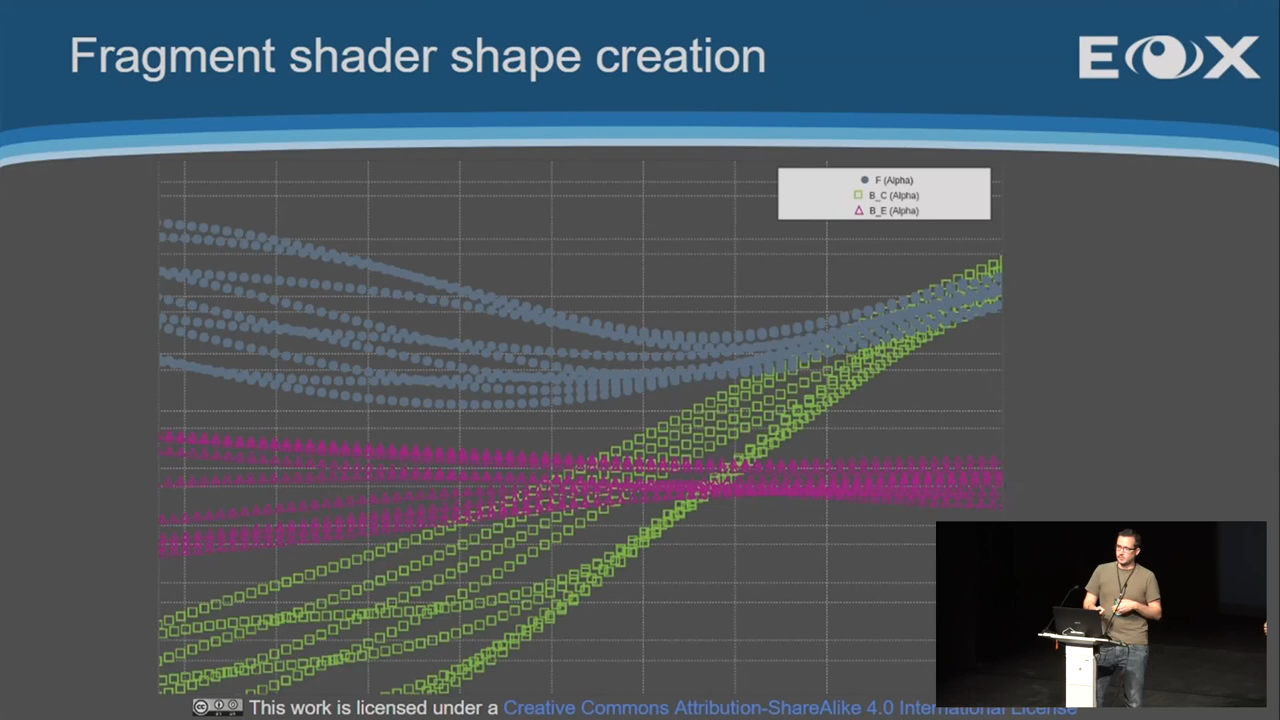 Fragment shader shape creation
EOX
F (Alpha)
B_C (Alpha)
B_E (Alpha)
This work is licensed under a Creative Commons Attribution-ShareAlike 4.0 International License